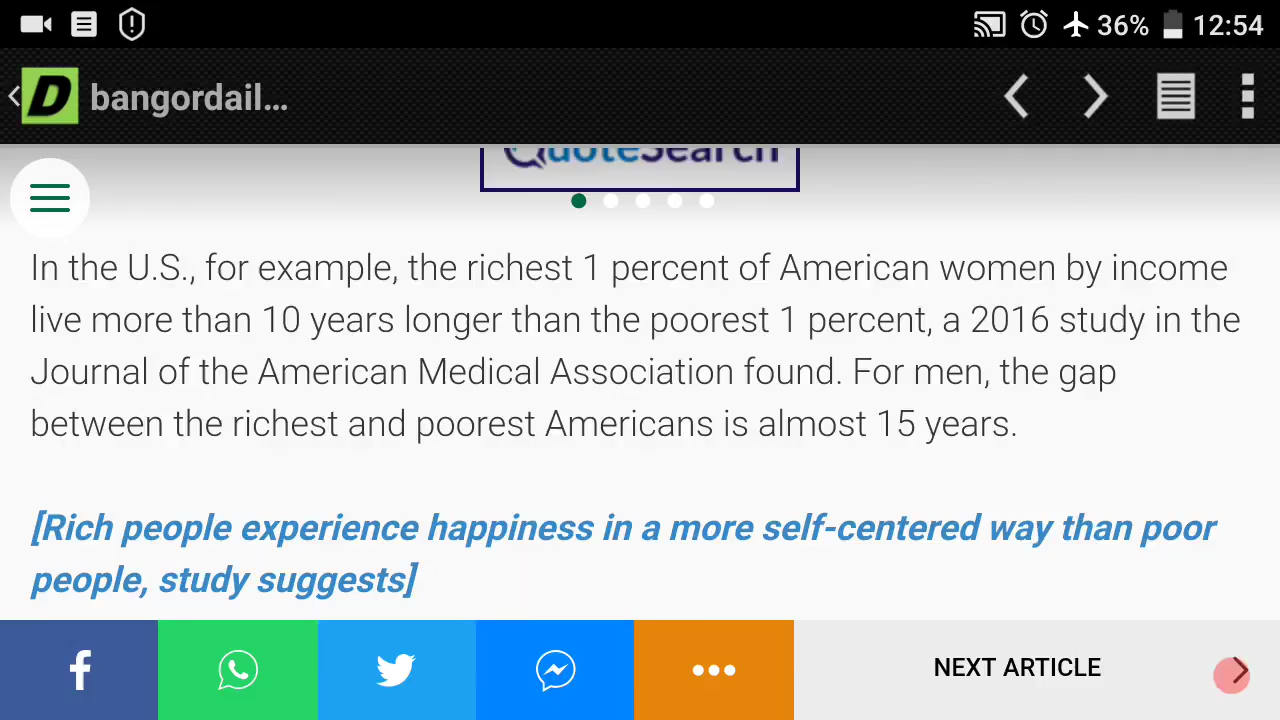 36% 12:54
D bangordail...
QuoteSearch
In the U.S., for example, the richest 1 percent of American women by income
live more than 10 years longer than the poorest 1 percent, a 2016 study in the
Journal of the American Medical Association found. For men, the gap
between the richest and poorest Americans is almost 15 years.
[Rich people experience happiness in a more self-centered way than poor
people, study suggests]
NEXT ARTICLE